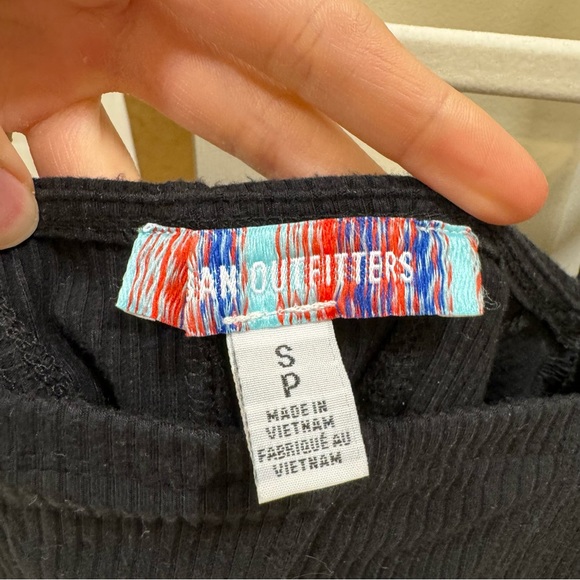 AN OUTFITTERS
S
P
MADE IN
VIETNAM
FABRIQUÉ AU
VIETNAM